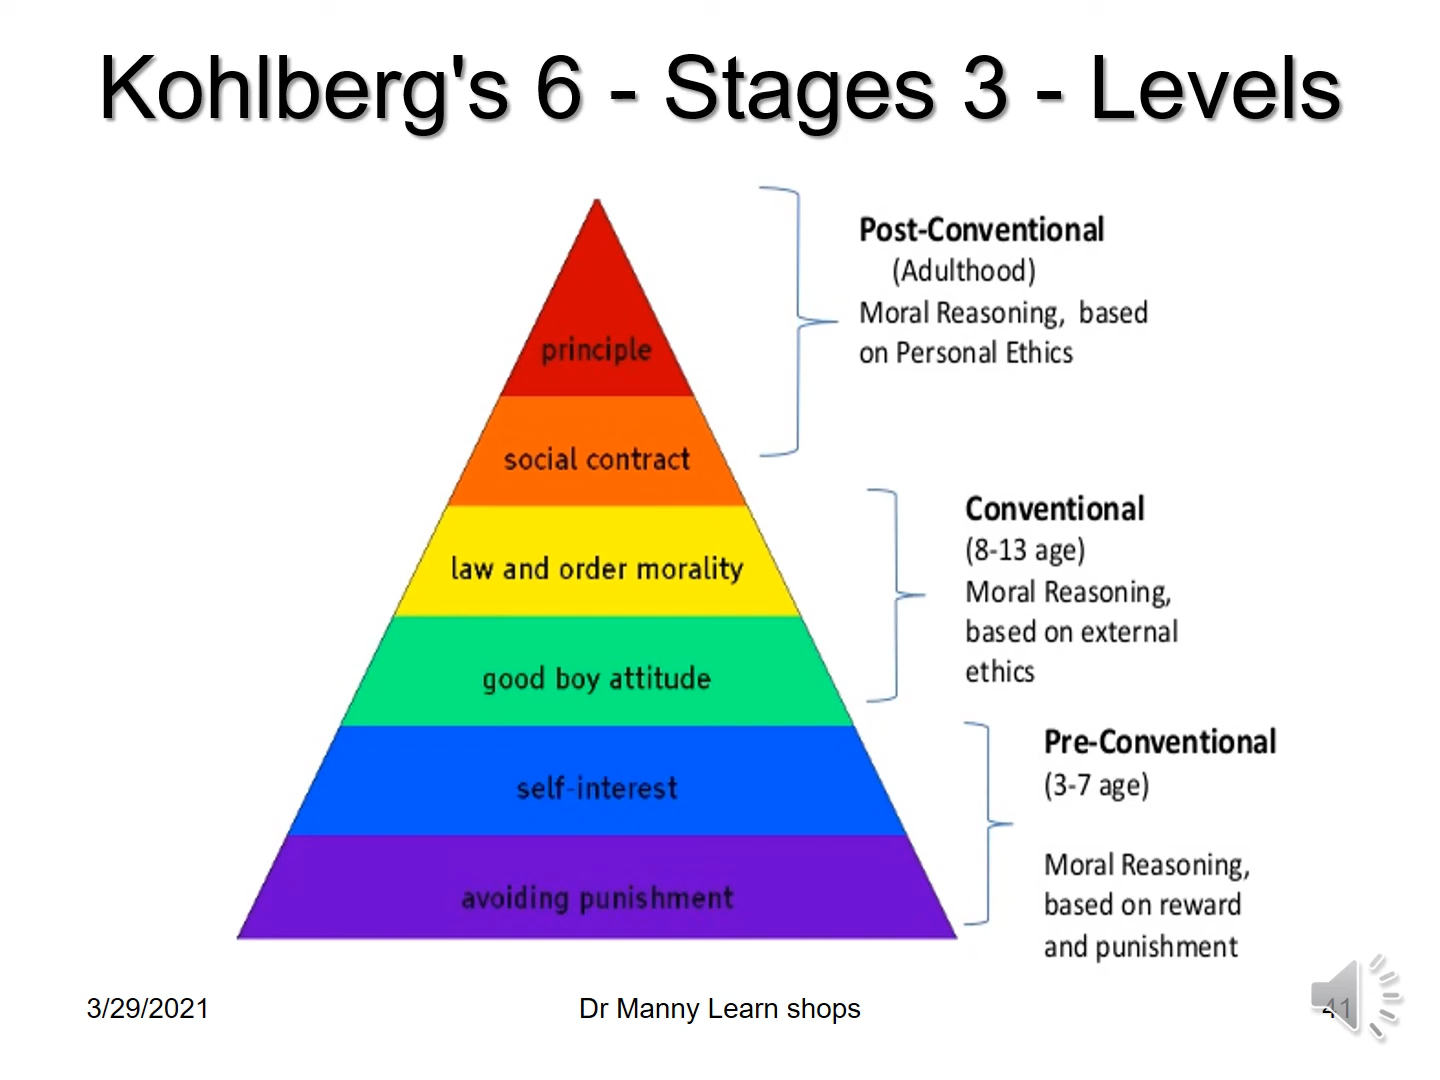 Kohlberg's 6 - Stages 3 - Levels
principle
social contract
law and order morality
good boy attitude
self-interest
avoiding punishment
Post-Conventional
(Adulthood)
Moral Reasoning, based
on Personal Ethics
Conventional
(8-13 age)
Moral Reasoning,
based on external
ethics
Pre-Conventional
(3-7 age)
Moral Reasoning,
based on reward
and punishment
3/29/2021
Dr Manny Learn shops
41